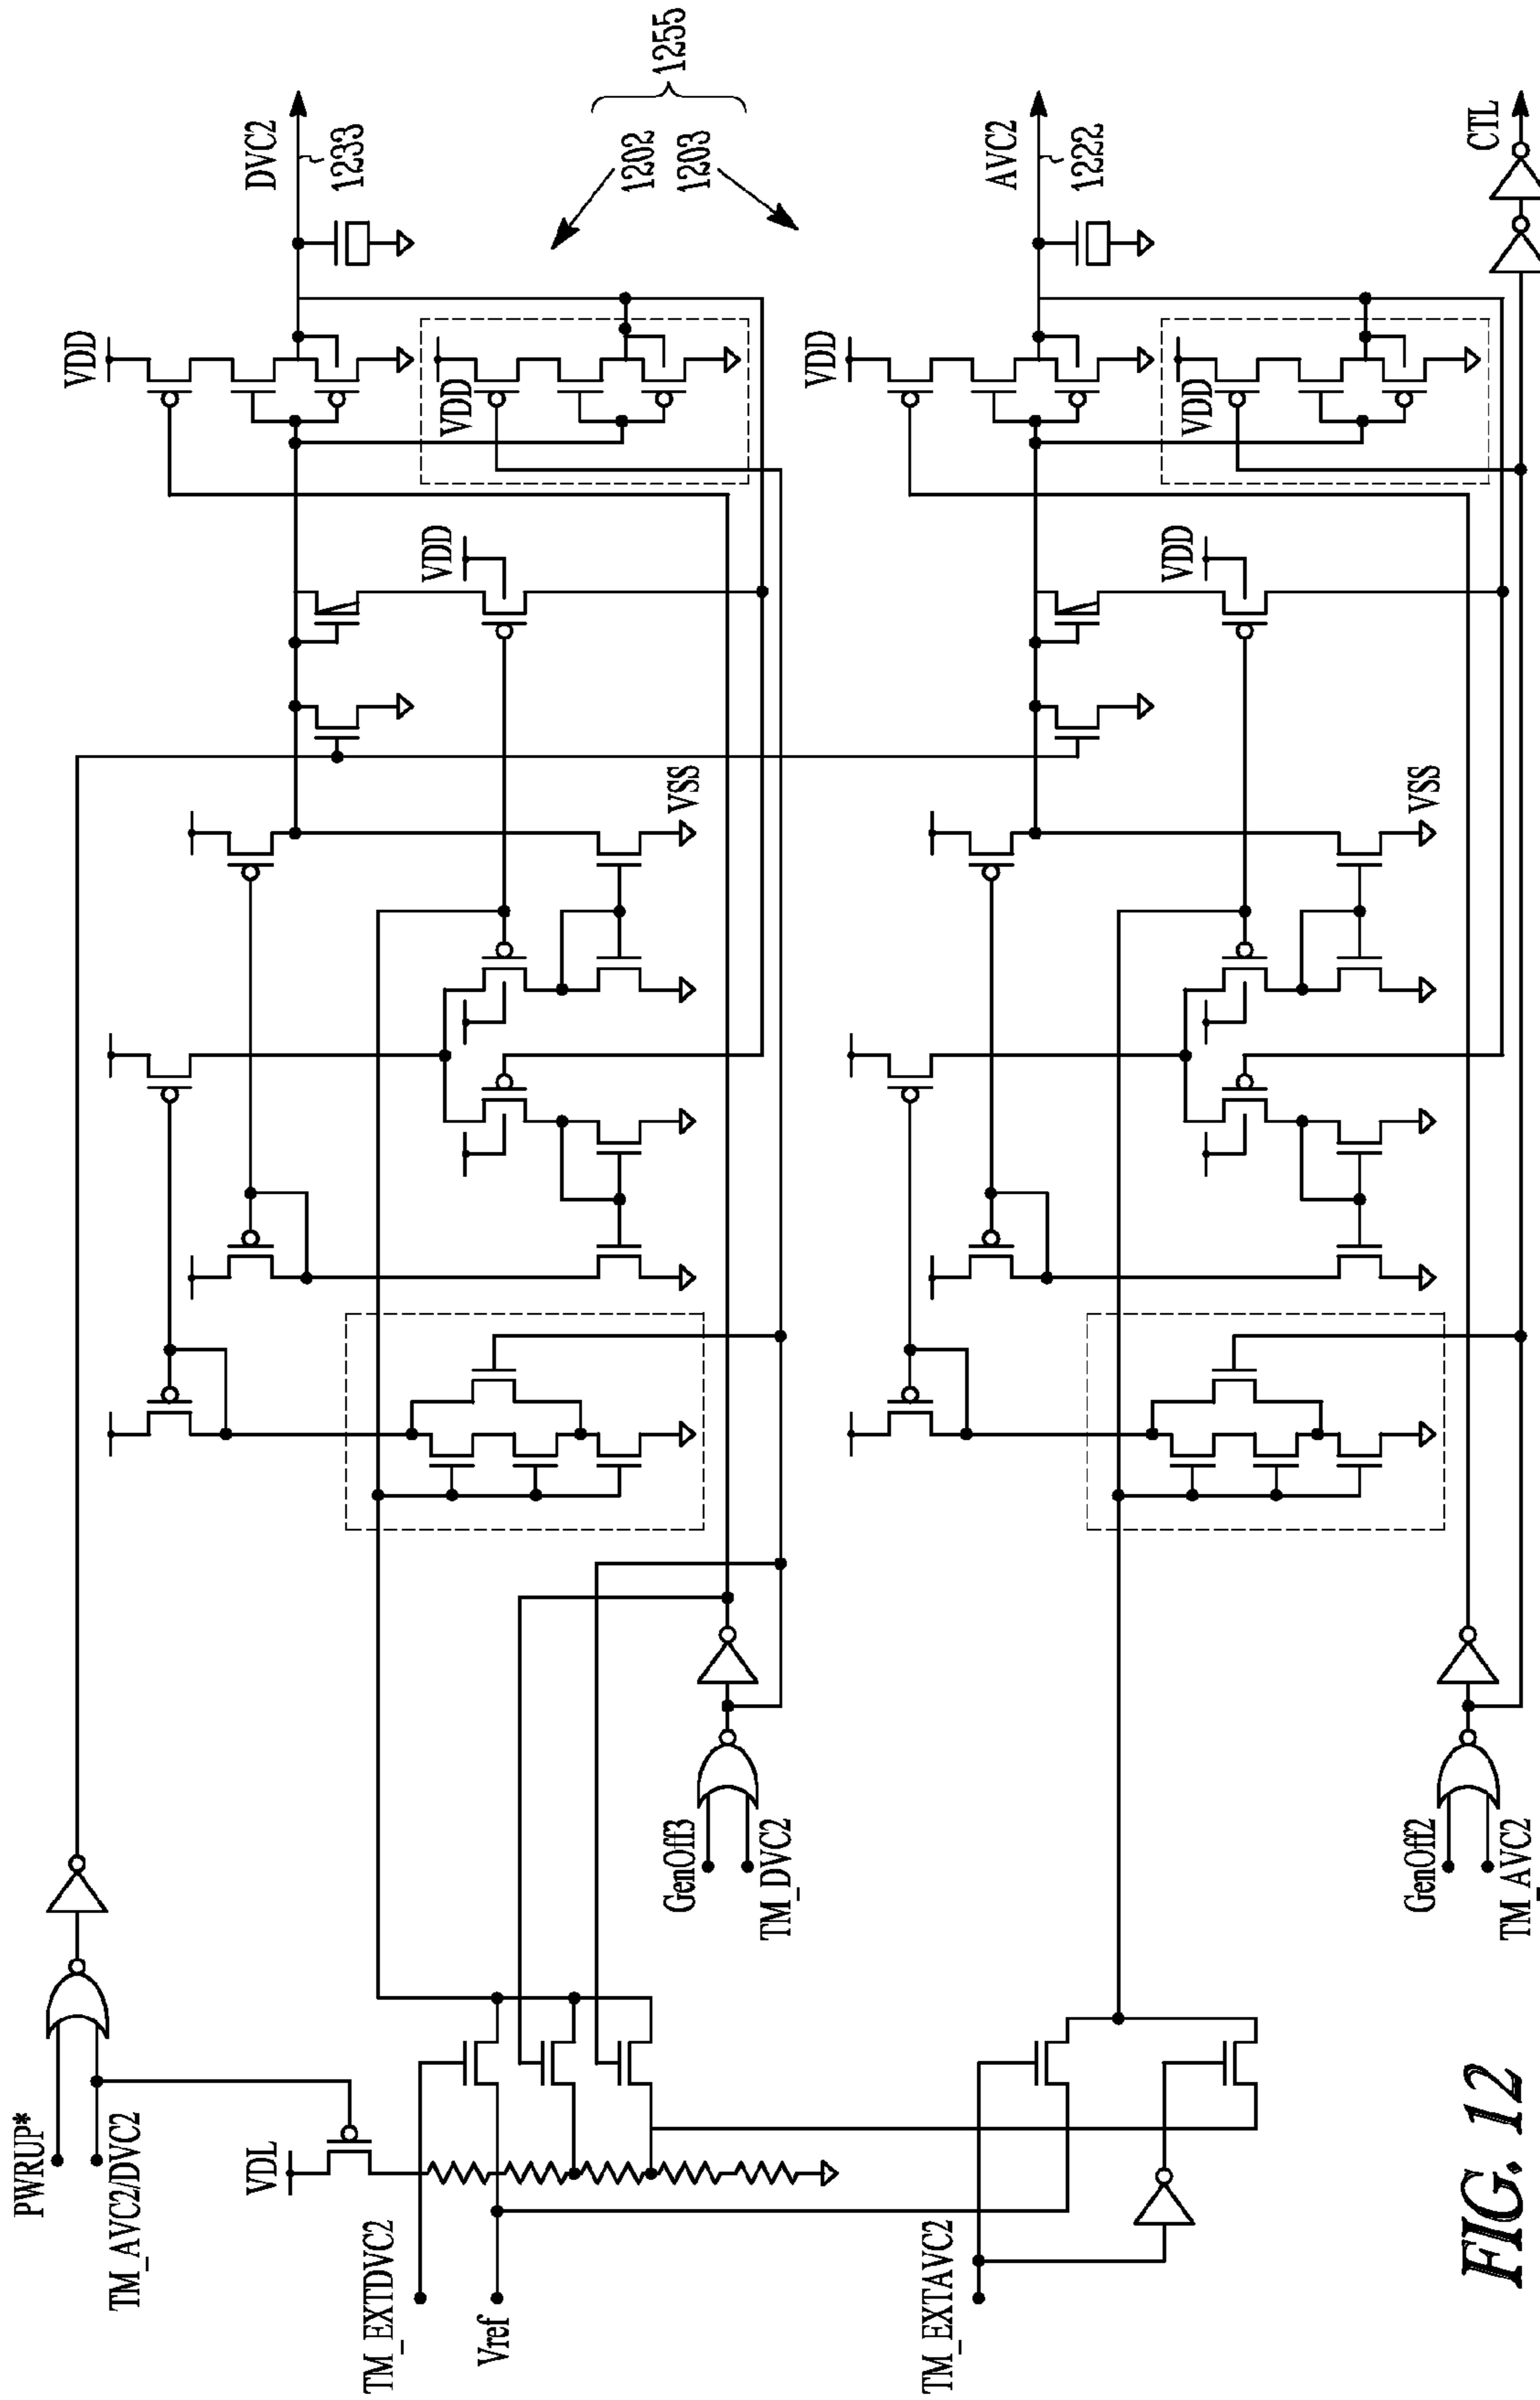 PWRUP*
TM_AVC2/DVC2
VDL
TM_EXTDVC2
Vref
TM_EXTAVC2
GenOff3
TM_DVC2
GenOff2
TM_AVC2
VSS
VSS
VDD
VDD
VDD
VDD
VDD
VDD
DVC2
1233
1202
1203
1255
AVC2
1222
CTL
FIG. 12